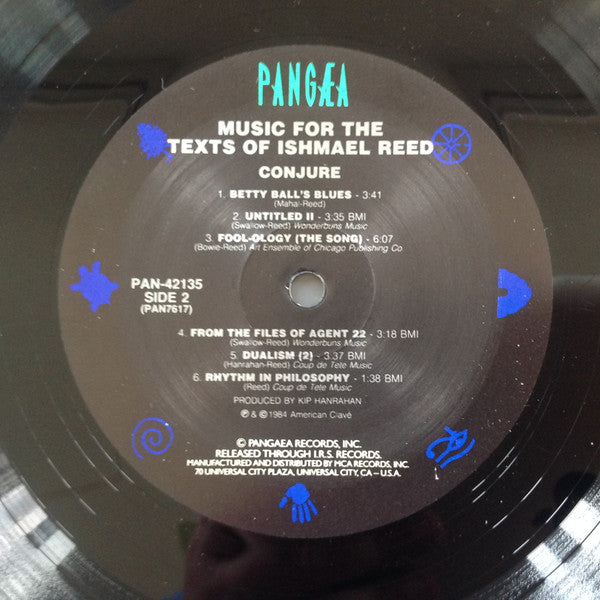 PANGÆA
MUSIC FOR THE
TEXTS OF ISHMAEL REED
CONJURE
1. BETTY BALL'S BLUES - 3:41
(Mahal-Reed)
2. UNTITLED II - 3:35 BMI
(Swallow-Reed) Wonderbuns Music
3. FOOL-OLOGY (THE SONG) - 6:07
(Bowie-Reed) Art Ensemble of Chicago Publishing Co
PAN-42135
SIDE 2
(PAN7617)
4. FROM THE FILES OF AGENT 22 - 3:18 BMI
(Swallow-Reed) Wonderbuns Music
5. DUALISM (2) - 3:37 BMI
(Hanrahan-Reed) Coup de Tete Music
6. RHYTHM IN PHILOSOPHY - 1:38 BMI
(Reed) Coup de Tete Music
PRODUCED BY KIP HANRAHAN
℗ & © 1984 American Clavé
© PANGAEA RECORDS, INC.
RELEASED THROUGH I.R.S. RECORDS.
MANUFACTURED AND DISTRIBUTED BY MCA RECORDS, INC.
70 UNIVERSAL CITY PLAZA, UNIVERSAL CITY, CA – U.S.A.